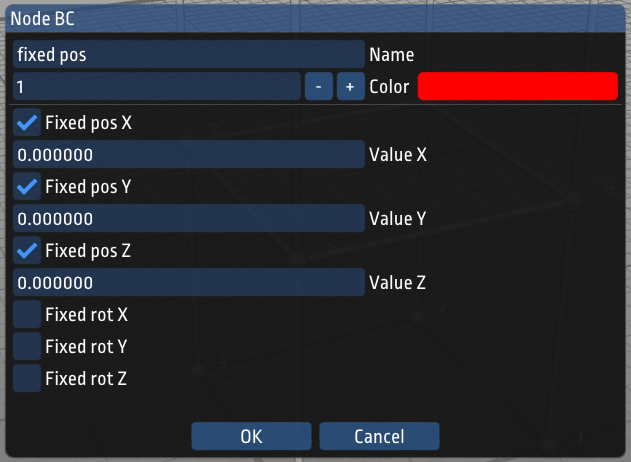 Node BC
fixed pos Name
1 - + Color
Fixed pos X
0.000000 Value X
Fixed pos Y
0.000000 Value Y
Fixed pos Z
0.000000 Value Z
Fixed rot X
Fixed rot Y
Fixed rot Z
OK Cancel